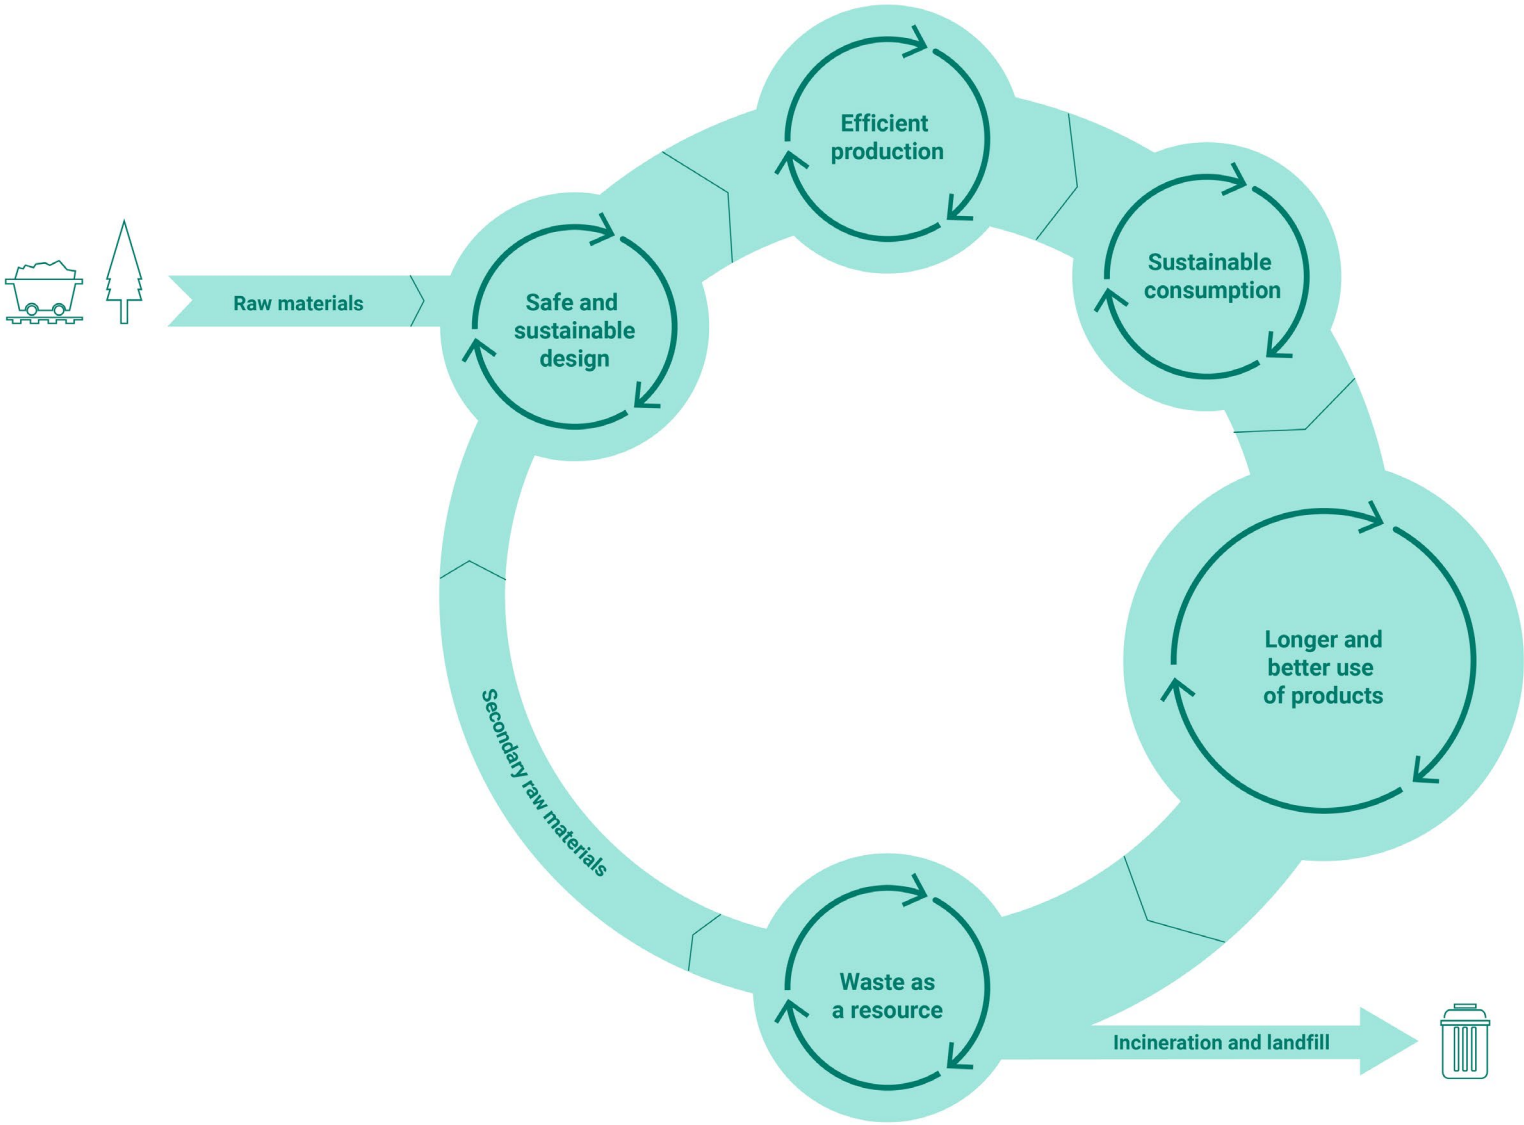 Efficient
production
Sustainable
consumption
Raw materials
Safe and
sustainable
design
Longer and
better use
of products
Secondary raw materials
Waste as
a resource
Incineration and landfill